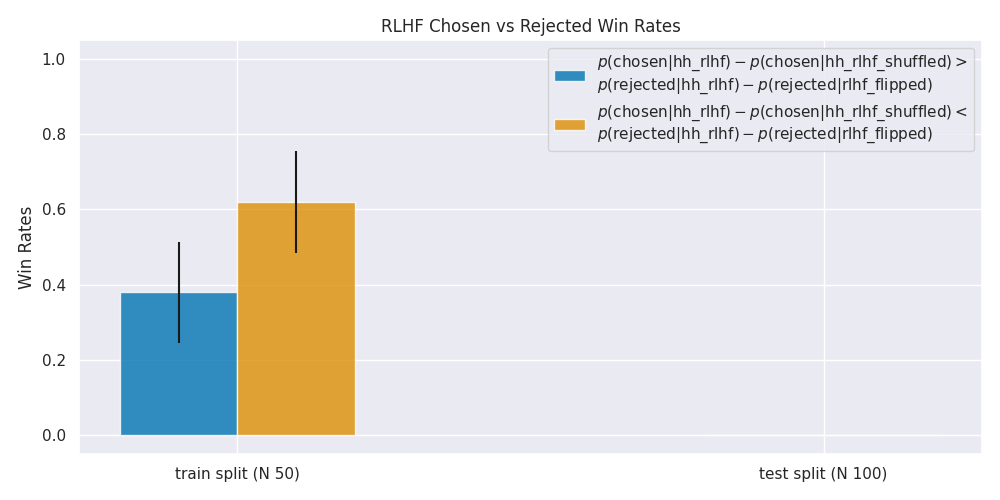 RLHF Chosen vs Rejected Win Rates
p(chosen|hh_rlhf) − p(chosen|hh_rlhf_shuffled) >
p(rejected|hh_rlhf) − p(rejected|rlhf_flipped)
p(chosen|hh_rlhf) − p(chosen|hh_rlhf_shuffled) <
p(rejected|hh_rlhf) − p(rejected|rlhf_flipped)
Win Rates
1.0
0.8
0.6
0.4
0.2
0.0
train split (N 50)
test split (N 100)